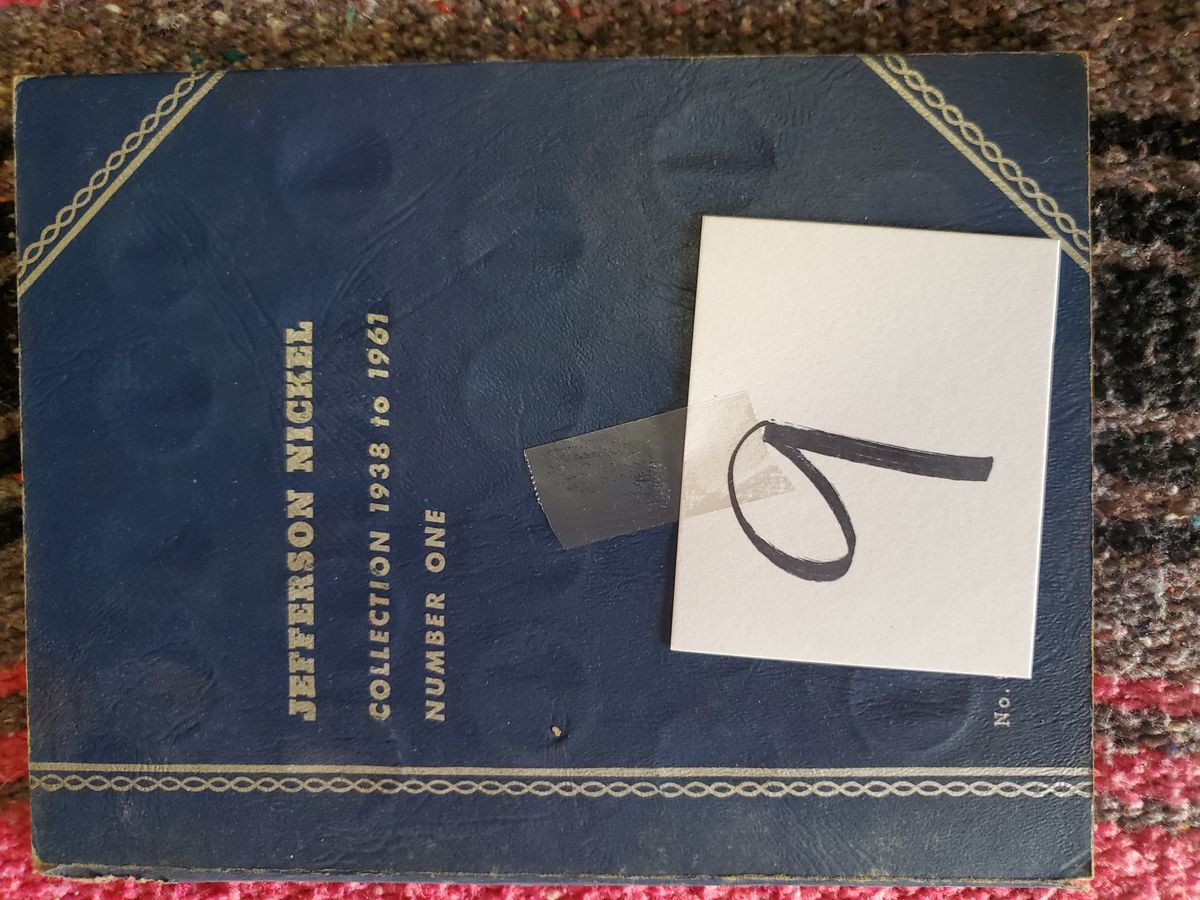 JEFFERSON NICKEL
COLLECTION 1938 to 1961
NUMBER ONE
9
No.